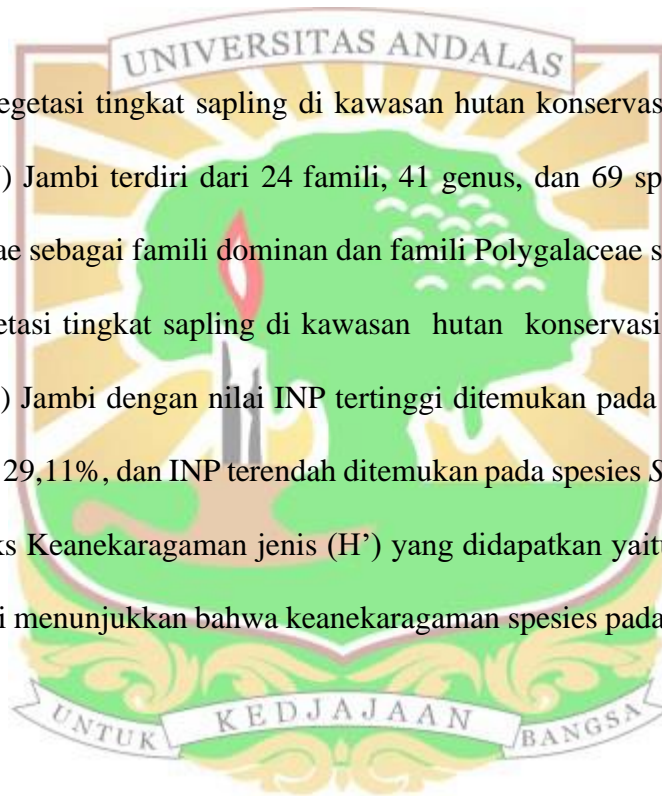 UNIVERSITAS ANDALAS
egetasi tingkat sapling di kawasan hutan konservas
) Jambi terdiri dari 24 famili, 41 genus, dan 69 sp
ae sebagai famili dominan dan famili Polygalaceae s
etasi tingkat sapling di kawasan hutan konservasi
) Jambi dengan nilai INP tertinggi ditemukan pada
29,11%, dan INP terendah ditemukan pada spesies S
ks Keanekaragaman jenis (H’) yang didapatkan yait
i menunjukkan bahwa keanekaragaman spesies pada
UNTUK KEDJAJAAN BANGSA